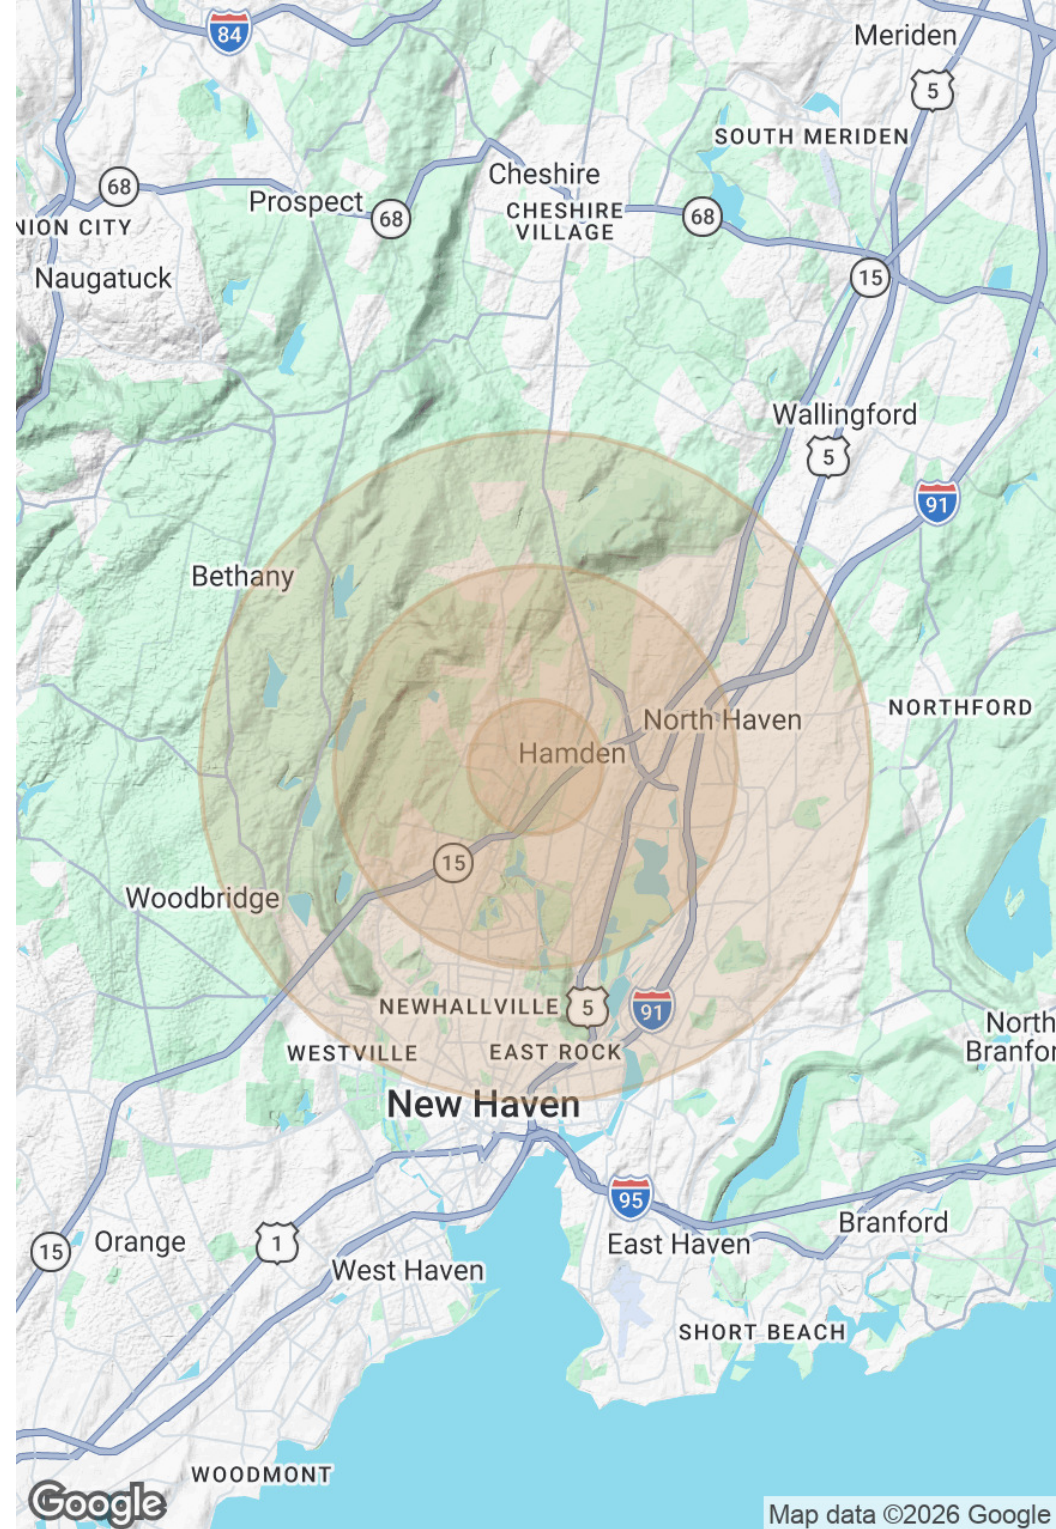 84
Meriden
5
SOUTH MERIDEN
Cheshire
68
Prospect
68
CHESHIRE
VILLAGE
68
NION CITY
Naugatuck
15
Wallingford
5
91
Bethany
NORTHFORD
North Haven
Hamden
15
Woodbridge
NEWHALLVILLE
5
91
North
Branfor
WESTVILLE
EAST ROCK
New Haven
95
Branford
15
Orange
1
East Haven
West Haven
SHORT BEACH
WOODMONT
Google
Map data ©2026 Google